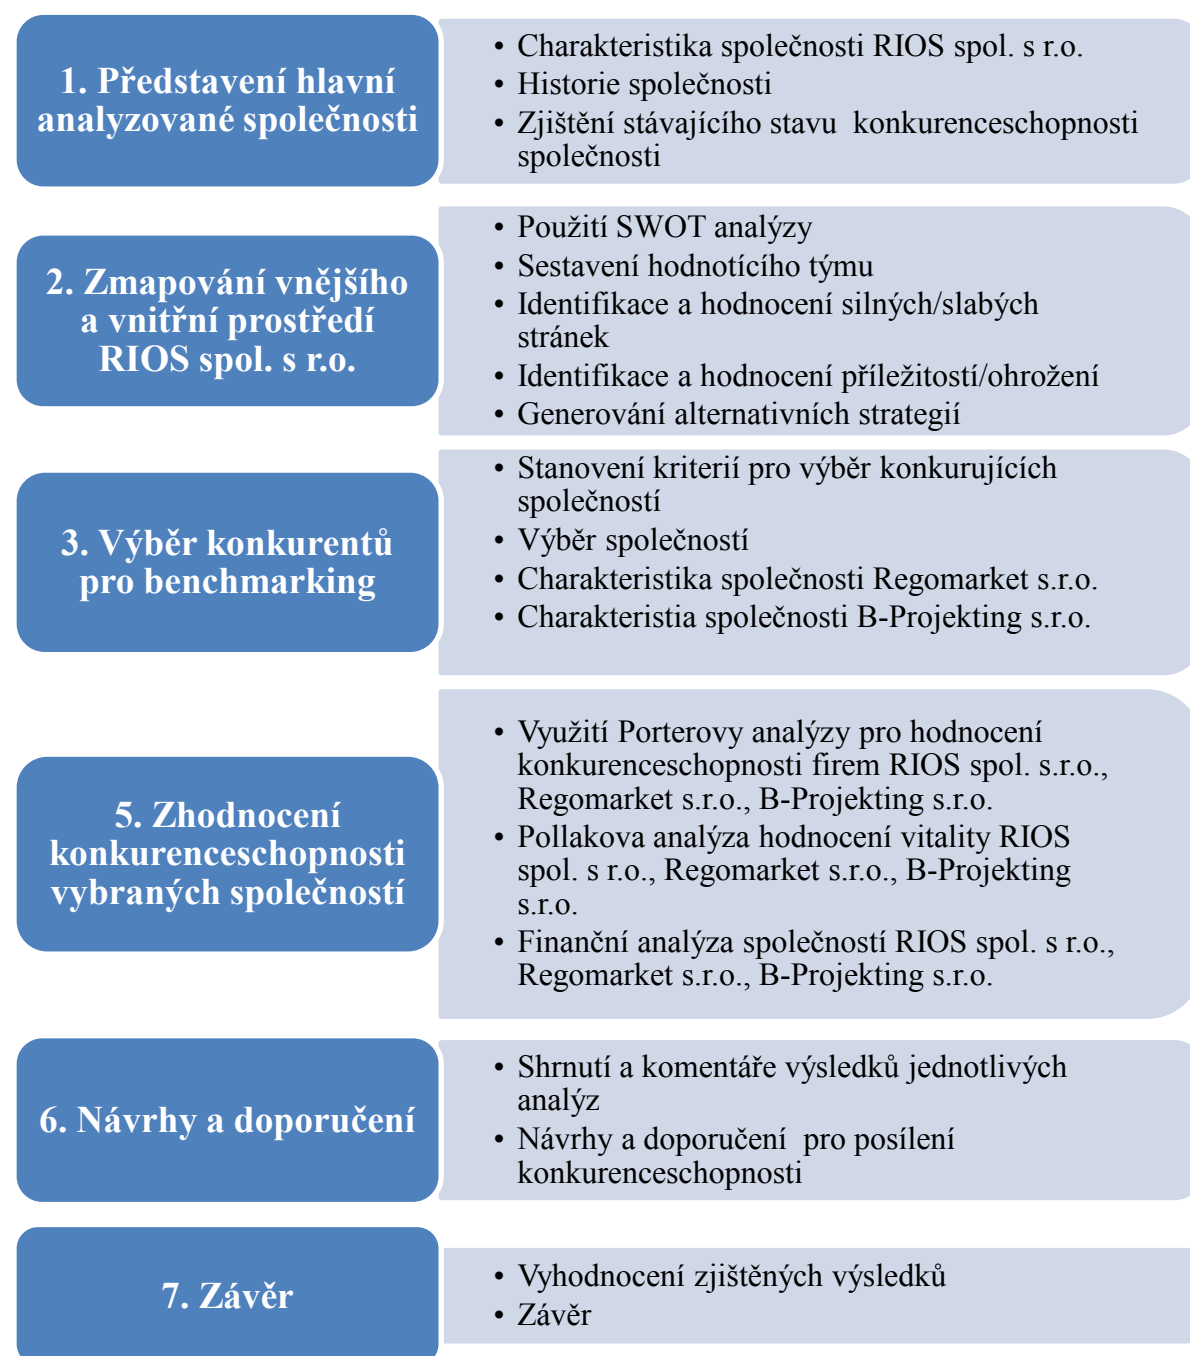 1. Představení hlavní
analyzované společnosti
• Charakteristika společnosti RIOS spol. s r.o.
• Historie společnosti
• Zjištění stávajícího stavu  konkurenceschopnosti
společnosti
2. Zmapování vnějšího
a vnitřní prostředí
RIOS spol. s r.o.
• Použití SWOT analýzy
• Sestavení hodnotícího týmu
• Identifikace a hodnocení silných/slabých
stránek
• Identifikace a hodnocení příležitostí/ohrožení
• Generování alternativních strategií
3. Výběr konkurentů
pro benchmarking
• Stanovení kriterií pro výběr konkurujících
společností
• Výběr společností
• Charakteristika společnosti Regomarket s.r.o.
• Charakteristia společnosti B-Projekting s.r.o.
5. Zhodnocení
konkurenceschopnosti
vybraných společností
• Využití Porterovy analýzy pro hodnocení
konkurenceschopnosti firem RIOS spol. s.r.o.,
Regomarket s.r.o., B-Projekting s.r.o.
• Pollakova analýza hodnocení vitality RIOS
spol. s r.o., Regomarket s.r.o., B-Projekting
s.r.o.
• Finanční analýza společností RIOS spol. s r.o.,
Regomarket s.r.o., B-Projekting s.r.o.
6. Návrhy a doporučení
• Shrnutí a komentáře výsledků jednotlivých
analýz
• Návrhy a doporučení  pro posílení
konkurenceschopnosti
7. Závěr
• Vyhodnocení zjištěných výsledků
• Závěr